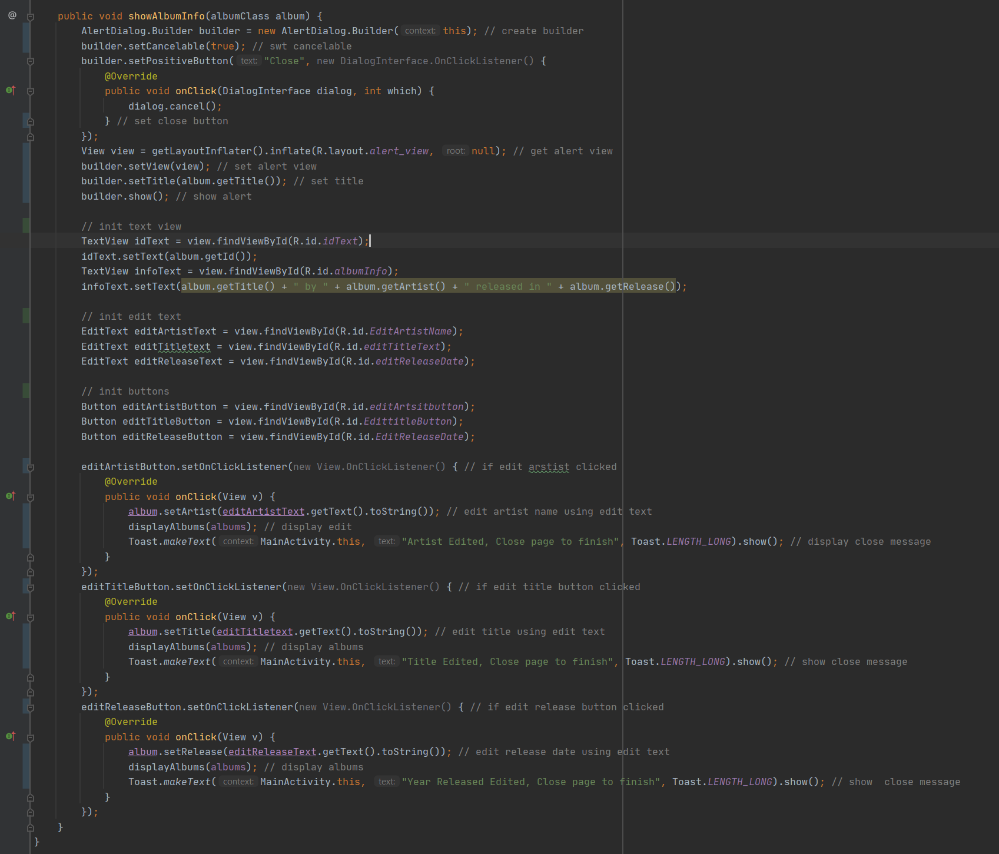 @ public void showAlbumInfo(albumClass album) {
AlertDialog.Builder builder = new AlertDialog.Builder( context: this); // create builder
builder.setCancelable(true); // swt cancelable
builder.setPositiveButton( text: "Close", new DialogInterface.OnClickListener() {
@Override
public void onClick(DialogInterface dialog, int which) {
dialog.cancel();
} // set close button
});
View view = getLayoutInflater().inflate(R.layout.alert_view, root: null); // get alert view
builder.setView(view); // set alert view
builder.setTitle(album.getTitle()); // set title
builder.show(); // show alert
// init text view
TextView idText = view.findViewById(R.id.idText);
idText.setText(album.getId());
TextView infoText = view.findViewById(R.id.albumInfo);
infoText.setText(album.getTitle() + " by " + album.getArtist() + " released in " + album.getRelease());
// init edit text
EditText editArtistText = view.findViewById(R.id.EditArtistName);
EditText editTitletext = view.findViewById(R.id.editTitleText);
EditText editReleaseText = view.findViewById(R.id.editReleaseDate);
// init buttons
Button editArtistButton = view.findViewById(R.id.editArtsitbutton);
Button editTitleButton = view.findViewById(R.id.EdittitleButton);
Button editReleaseButton = view.findViewById(R.id.EditReleaseDate);
editArtistButton.setOnClickListener(new View.OnClickListener() { // if edit arstist clicked
@Override
public void onClick(View v) {
album.setArtist(editArtistText.getText().toString()); // edit artist name using edit text
displayAlbums(albums); // display edit
Toast.makeText( context: MainActivity.this, text: "Artist Edited, Close page to finish", Toast.LENGTH_LONG).show(); // display close message
}
});
editTitleButton.setOnClickListener(new View.OnClickListener() { // if edit title button clicked
@Override
public void onClick(View v) {
album.setTitle(editTitletext.getText().toString()); // edit title using edit text
displayAlbums(albums); // display albums
Toast.makeText( context: MainActivity.this, text: "Title Edited, Close page to finish", Toast.LENGTH_LONG).show(); // show close message
}
});
editReleaseButton.setOnClickListener(new View.OnClickListener() { // if edit release button clicked
@Override
public void onClick(View v) {
album.setRelease(editReleaseText.getText().toString()); // edit release date using edit text
displayAlbums(albums); // display albums
Toast.makeText( context: MainActivity.this, text: "Year Released Edited, Close page to finish", Toast.LENGTH_LONG).show(); // show  close message
}
});
}
}